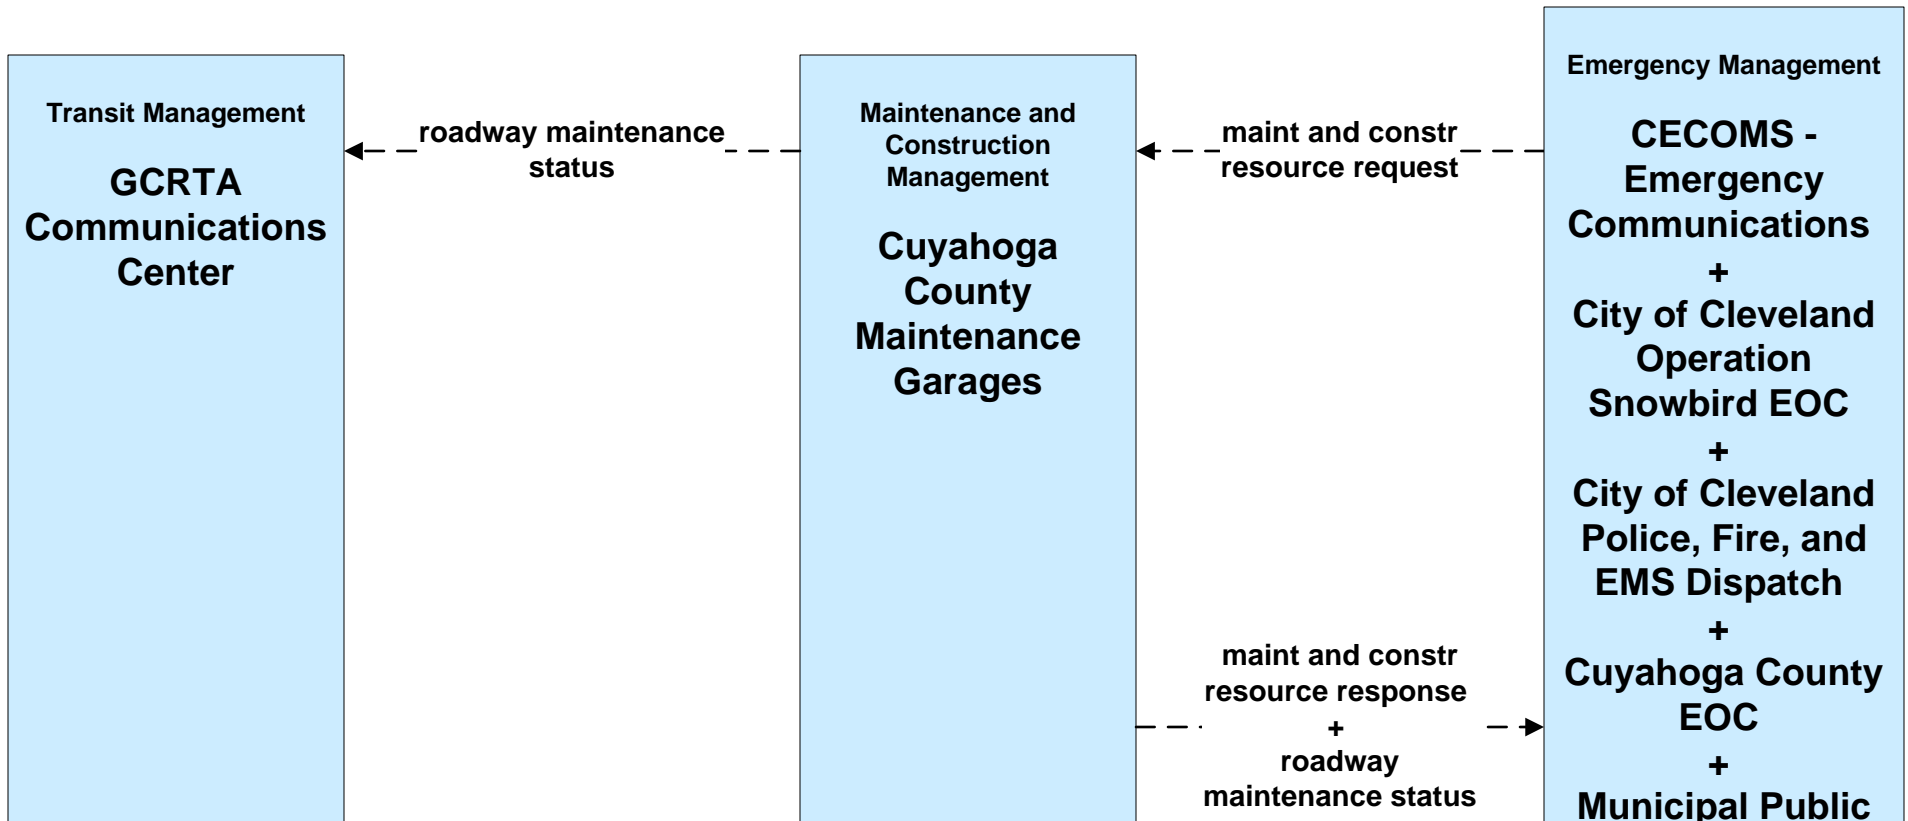 Transit Management
GCRTA
Communications
Center
roadway maintenance
status
Maintenance and
Construction
Management
Cuyahoga
County
Maintenance
Garages
maint and constr
resource request
maint and constr
resource response
+
roadway
maintenance status
Emergency Management
CECOMS -
Emergency
Communications
+
City of Cleveland
Operation
Snowbird EOC
+
City of Cleveland
Police, Fire, and
EMS Dispatch
+
Cuyahoga County
EOC
+
Municipal Public